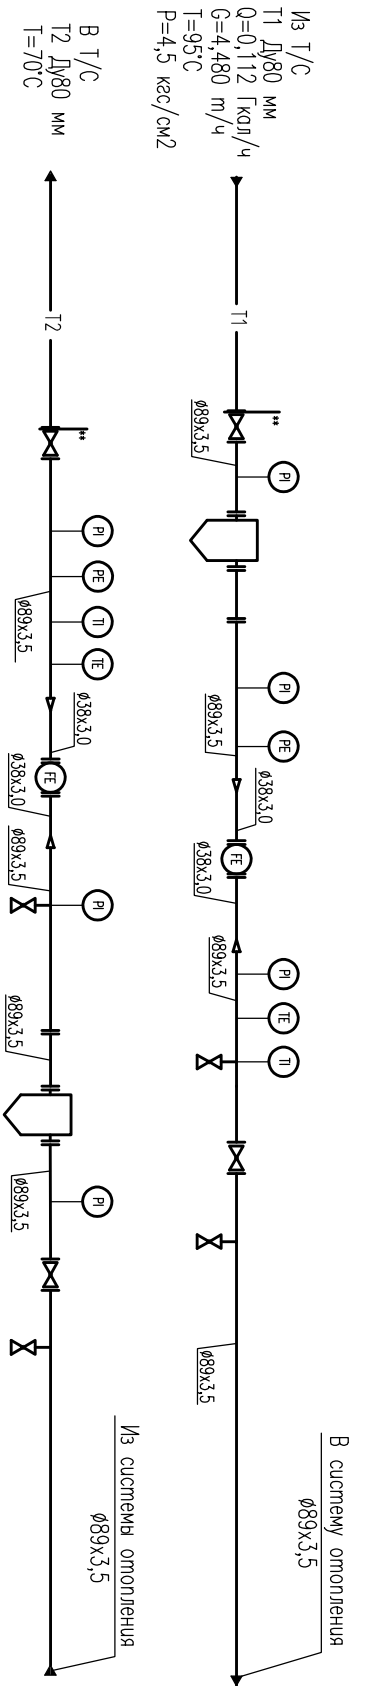 Из Т/С
Т1 Ду80 мм
Q=0,112 Гкал/ч
G=4,480 т/ч
Т=95°С
Р=4,5 кгс/см2
Т1
**
ø89х3,5
PI
PI
ø89х3,5
PE
ø38х3,0
FE
ø38х3,0
PI
ø89х3,5
TE
TI
ø89х3,5
В систему отопления
ø89х3,5
В Т/С
Т2 Ду80 мм
Т=70°С
Т2
**
PI
PE
ø89х3,5
TI
TE
ø38х3,0
FE
ø38х3,0
ø89х3,5
PI
ø89х3,5
ø89х3,5
PI
Из системы отопления
ø89х3,5